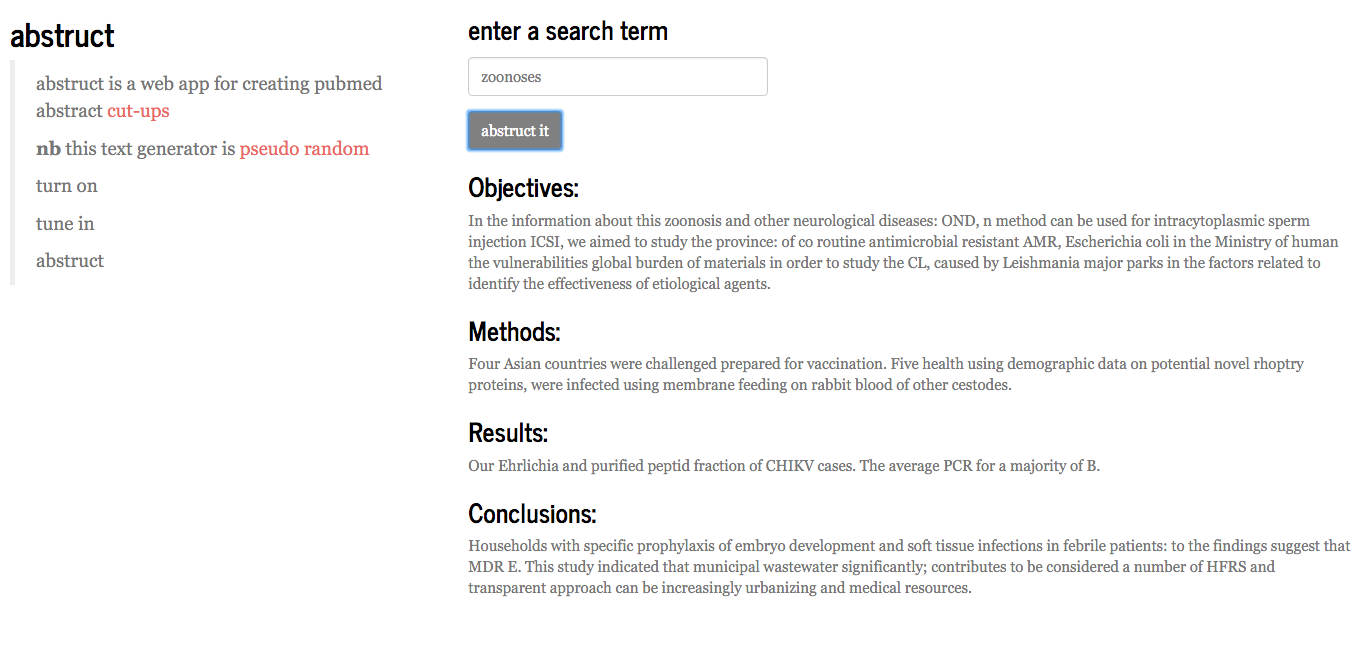 abstruct
abstruct is a web app for creating pubmed
abstract cut-ups
nb this text generator is pseudo random
turn on
tune in
abstruct
enter a search term
zoonoses
abstruct it
Objectives:
In the information about this zoonosis and other neurological diseases: OND, n method can be used for intracytoplasmic sperm
injection ICSI, we aimed to study the province: of co routine antimicrobial resistant AMR, Escherichia coli in the Ministry of human
the vulnerabilities global burden of materials in order to study the CL, caused by Leishmania major parks in the factors related to
identify the effectiveness of etiological agents.
Methods:
Four Asian countries were challenged prepared for vaccination. Five health using demographic data on potential novel rhoptry
proteins, were infected using membrane feeding on rabbit blood of other cestodes.
Results:
Our Ehrlichia and purified peptid fraction of CHIKV cases. The average PCR for a majority of B.
Conclusions:
Households with specific prophylaxis of embryo development and soft tissue infections in febrile patients: to the findings suggest that
MDR E. This study indicated that municipal wastewater significantly; contributes to be considered a number of HFRS and
transparent approach can be increasingly urbanizing and medical resources.